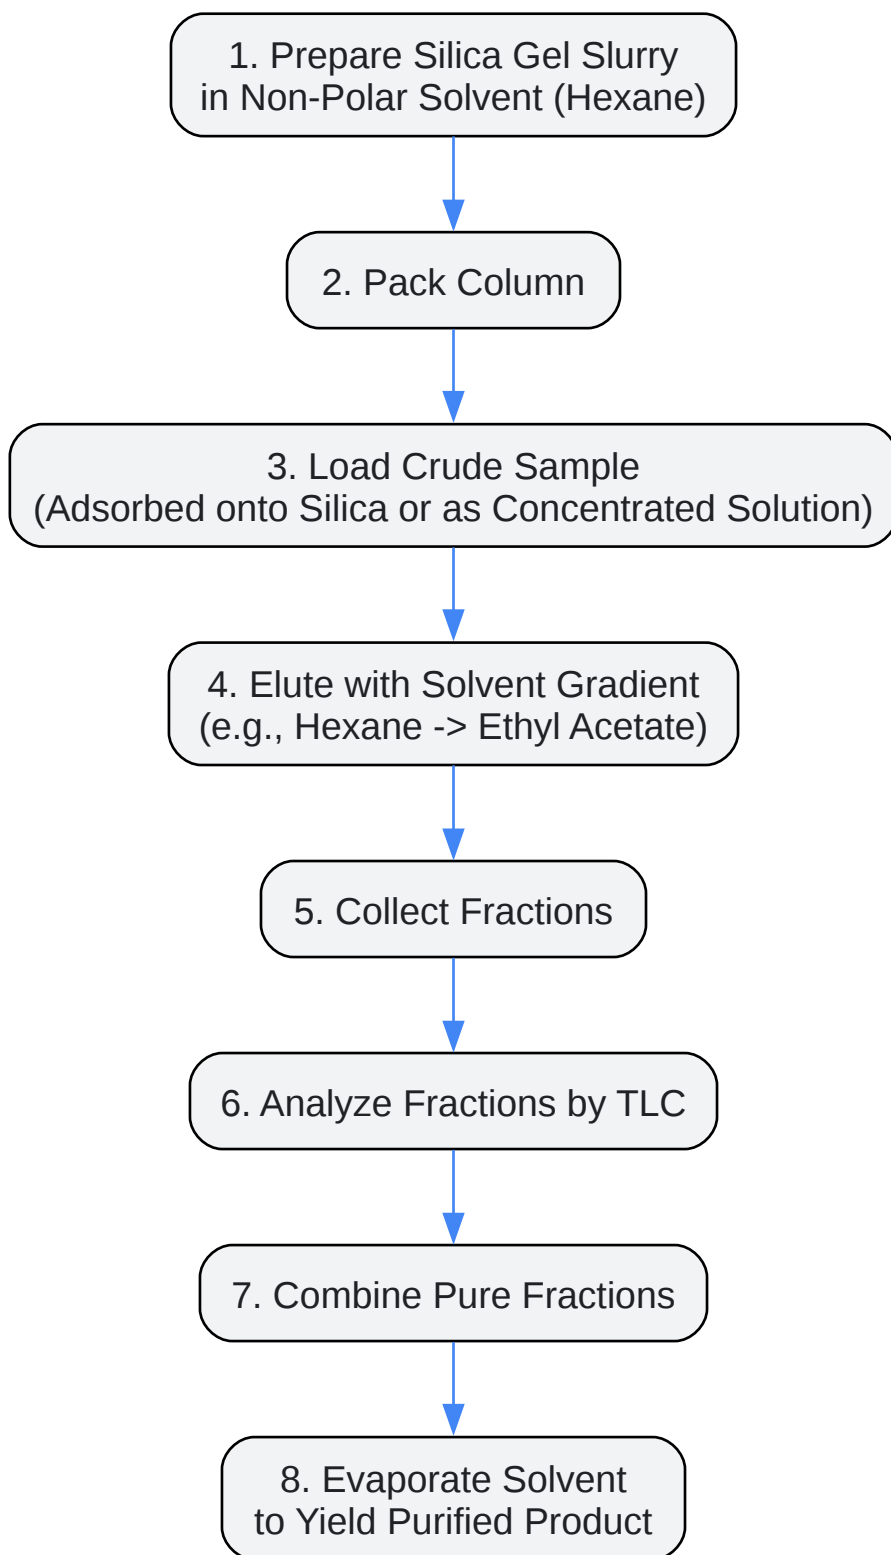 1. Prepare Silica Gel Slurry
in Non-Polar Solvent (Hexane)
2. Pack Column
3. Load Crude Sample
(Adsorbed onto Silica or as Concentrated Solution)
4. Elute with Solvent Gradient
(e.g., Hexane -> Ethyl Acetate)
5. Collect Fractions
6. Analyze Fractions by TLC
7. Combine Pure Fractions
8. Evaporate Solvent
to Yield Purified Product